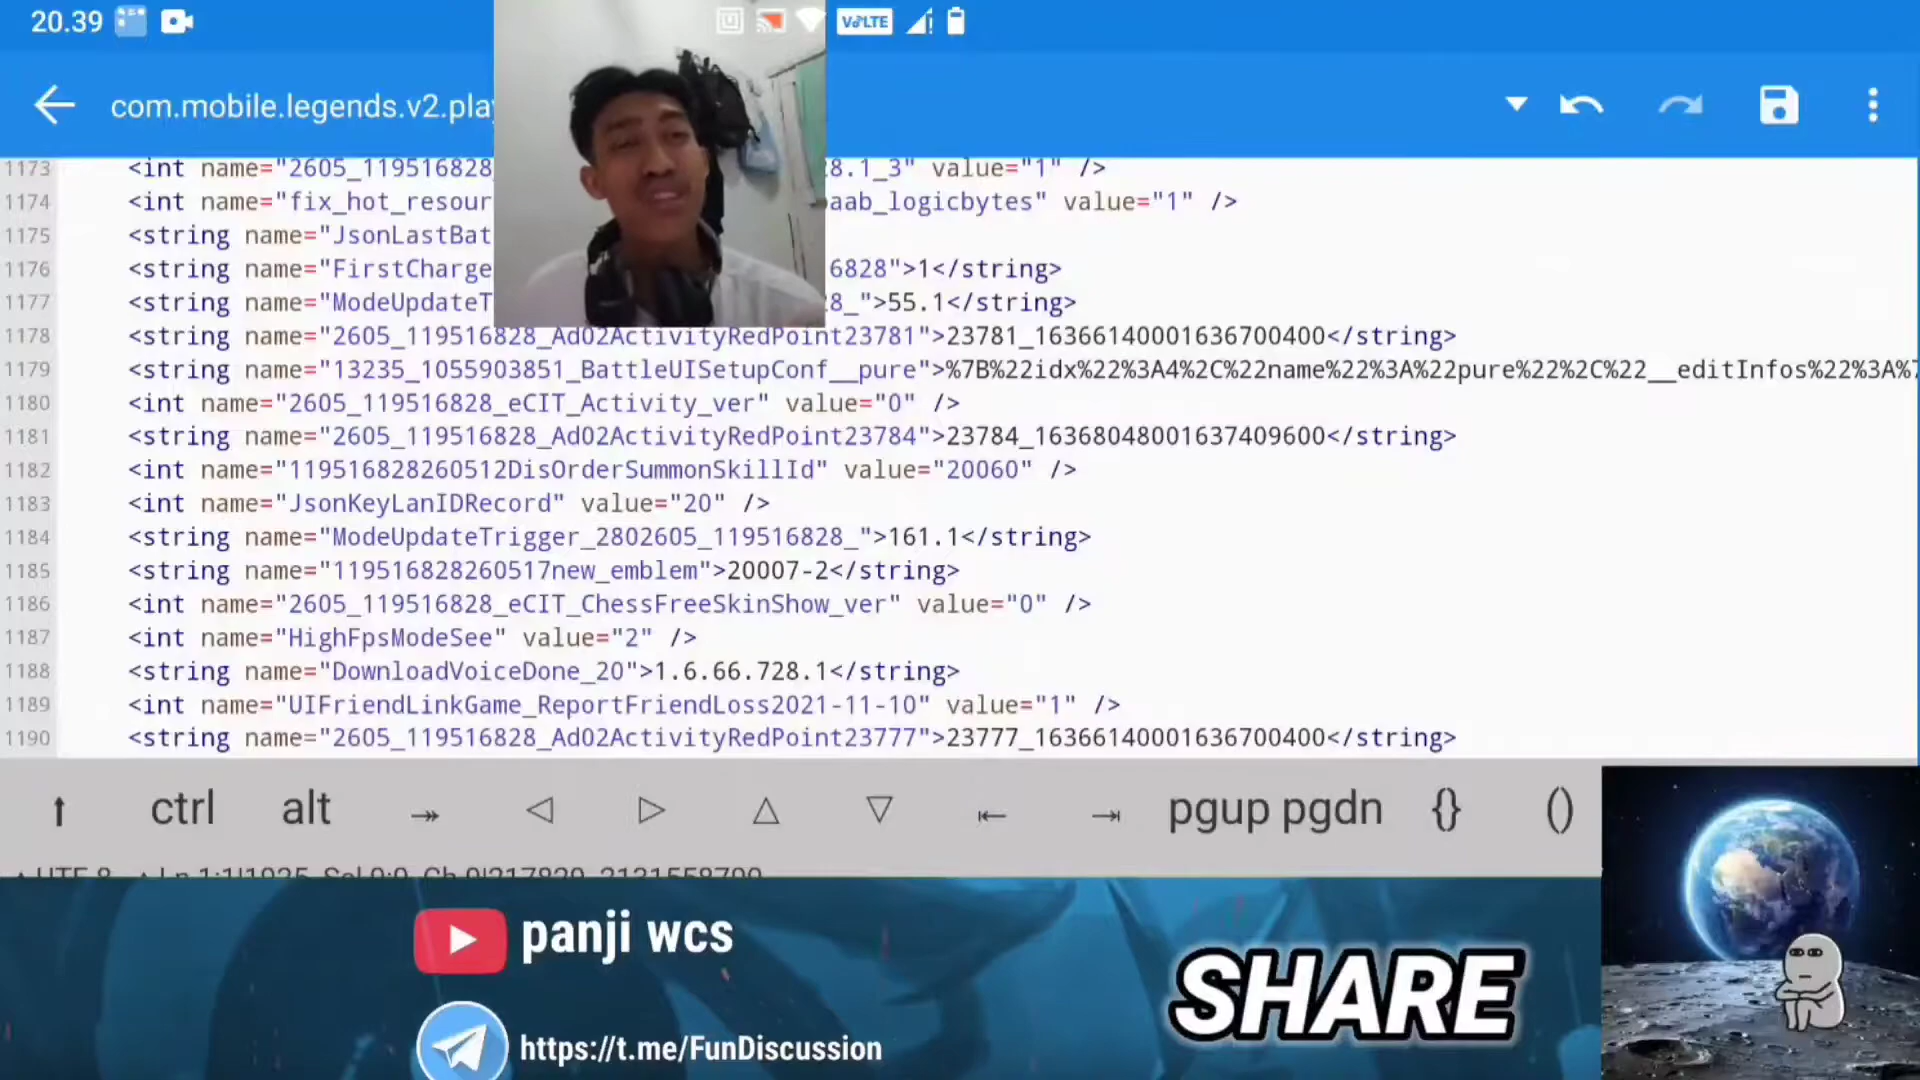 20.39
VoLTE
com.mobile.legends.v2.pla
1173 <int name="2605_119516828 8.1_3" value="1" />
1174 <int name="fix_hot_resour aab_logicbytes" value="1" />
1175 <string name="JsonLastBat
1176 <string name="FirstCharge 6828">1</string>
1177 <string name="ModeUpdateT 8_">55.1</string>
1178 <string name="2605_119516828_Ad02ActivityRedPoint23781">23781_16366140001636700400</string>
1179 <string name="13235_1055903851_BattleUISetupConf__pure">%7B%22idx%22%3A4%2C%22name%22%3A%22pure%22%2C%22__editInfos%22%3A%7
1180 <int name="2605_119516828_eCIT_Activity_ver" value="0" />
1181 <string name="2605_119516828_Ad02ActivityRedPoint23784">23784_16368048001637409600</string>
1182 <int name="119516828260512DisOrderSummonSkillId" value="20060" />
1183 <int name="JsonKeyLanIDRecord" value="20" />
1184 <string name="ModeUpdateTrigger_2802605_119516828_">161.1</string>
1185 <string name="119516828260517new_emblem">20007-2</string>
1186 <int name="2605_119516828_eCIT_ChessFreeSkinShow_ver" value="0" />
1187 <int name="HighFpsModeSee" value="2" />
1188 <string name="DownloadVoiceDone_20">1.6.66.728.1</string>
1189 <int name="UIFriendLinkGame_ReportFriendLoss2021-11-10" value="1" />
1190 <string name="2605_119516828_Ad02ActivityRedPoint23777">23777_16366140001636700400</string>
ctrl alt pgup pgdn {} ()
panji wcs
SHARE
https://t.me/FunDiscussion